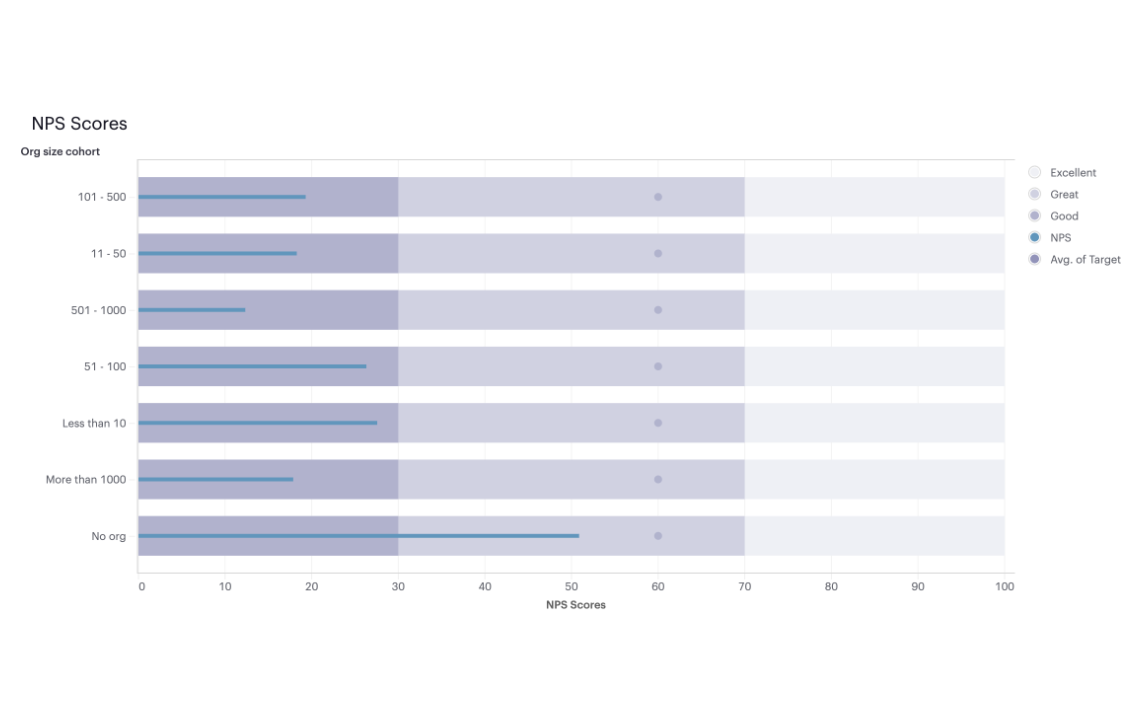 NPS Scores
Org size cohort
101 - 500
11 - 50
501 - 1000
51 - 100
Less than 10
More than 1000
No org
0 10 20 30 40 50 60 70 80 90 100
NPS Scores
Excellent
Great
Good
NPS
Avg. of Target